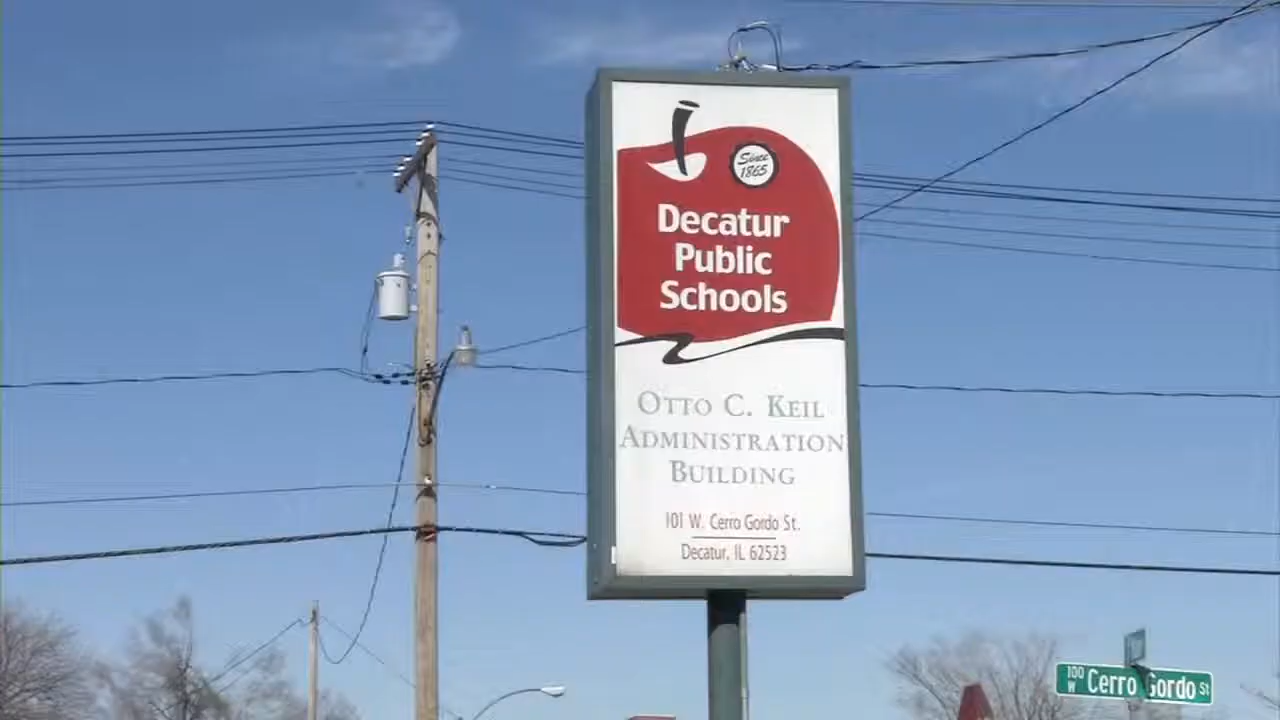 Since
1865
Decatur
Public
Schools
OTTO C. KEIL
ADMINISTRATION
BUILDING
101 W. Cerro Gordo St.
Decatur, IL 62523
100
W
Cerro Gordo St